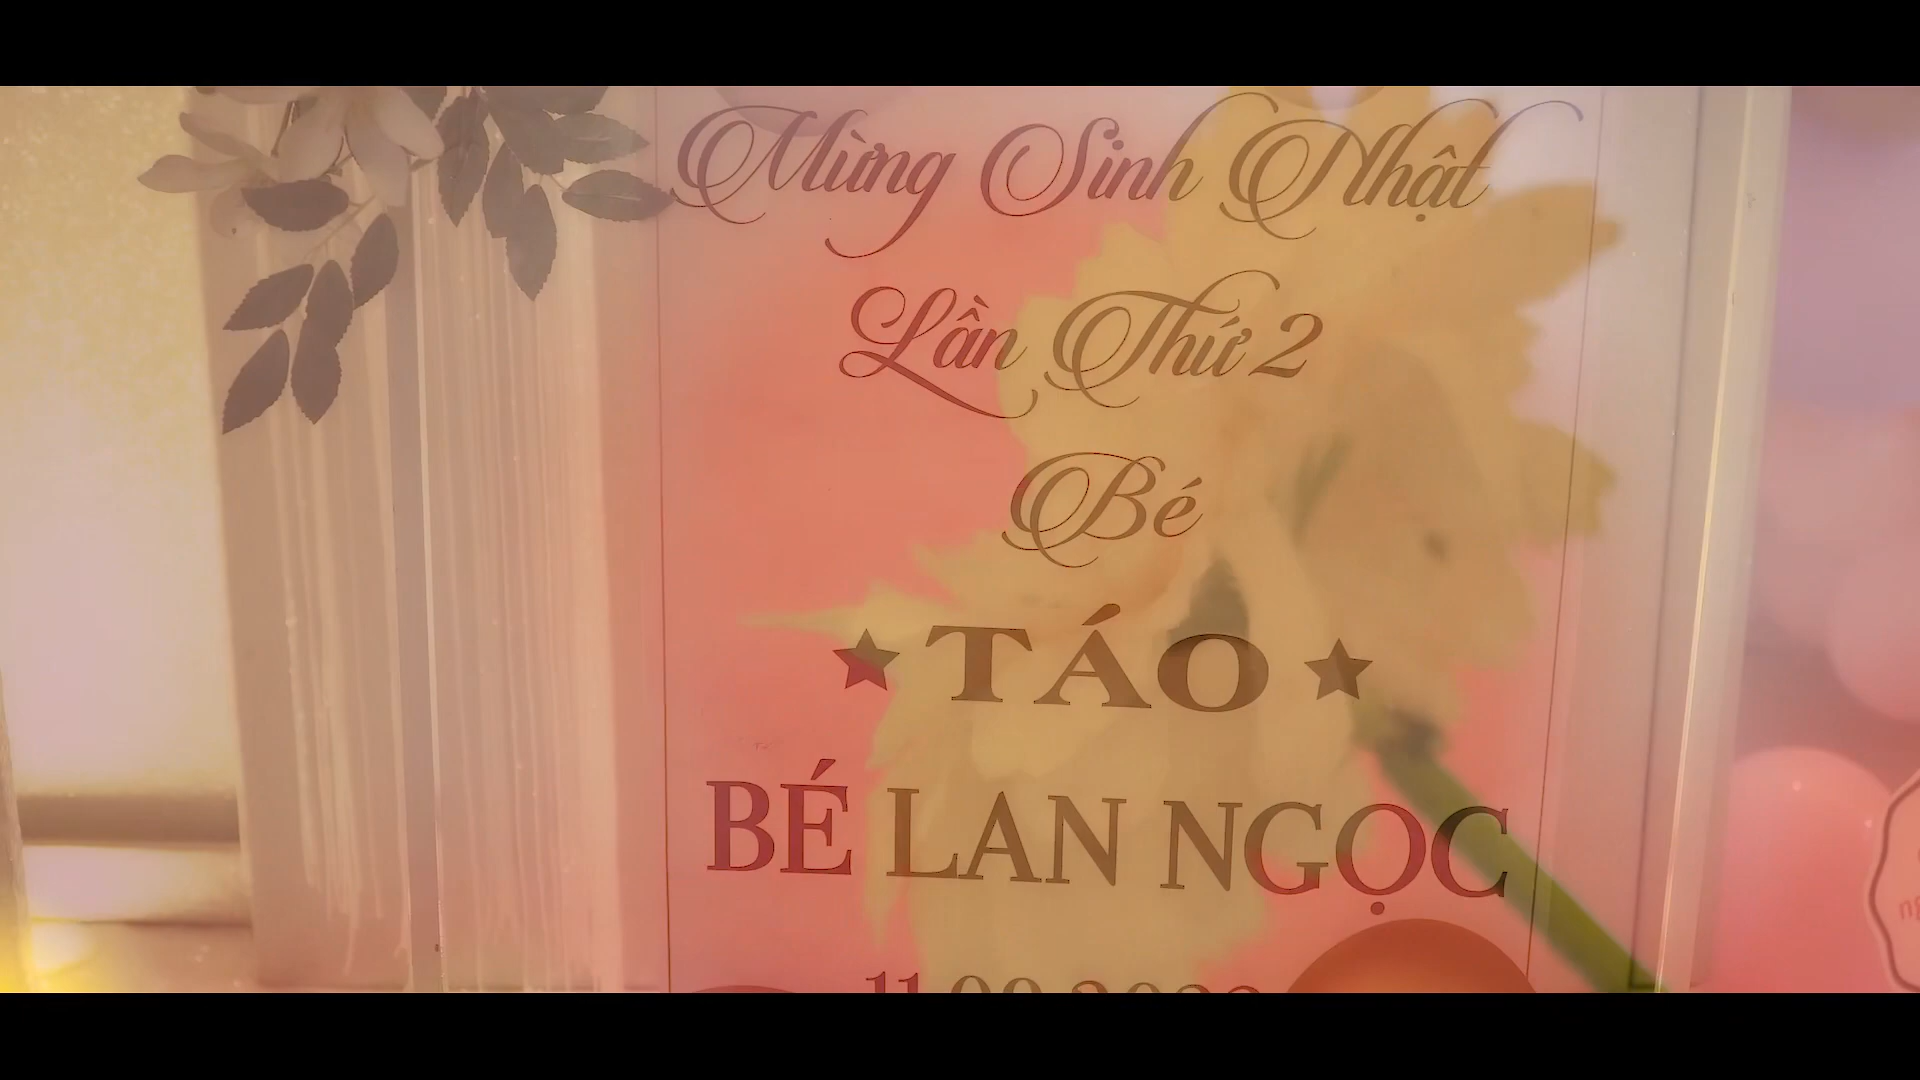 Mừng Sinh Nhật
Lần Thứ 2
Bé
★ TÁO ★
BÉ LAN NGỌC